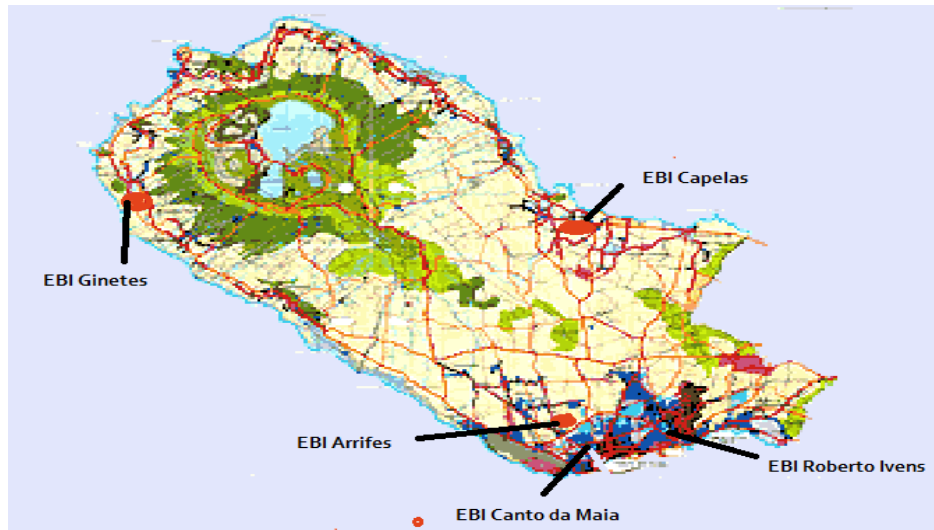 EBI Capelas
EBI Ginetes
EBI Arrifes
EBI Roberto Ivens
EBI Canto da Maia